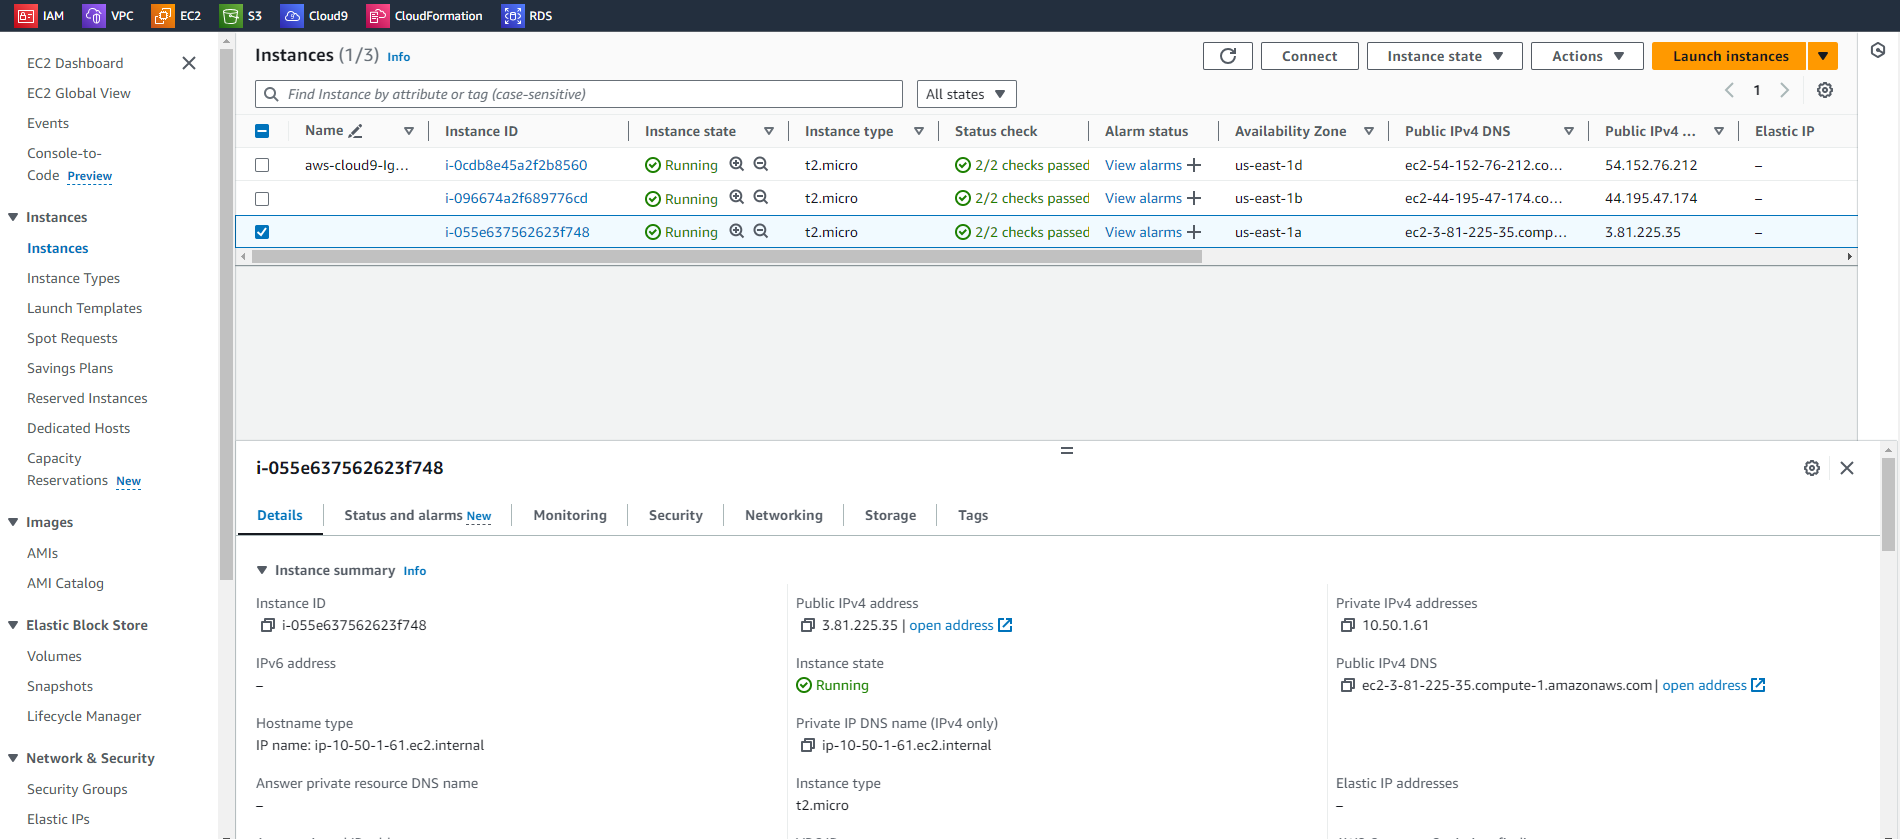 IAM VPC EC2 S3 Cloud9 CloudFormation RDS
EC2 Dashboard
EC2 Global View
Events
Console-to-
Code Preview
Instances
Instances
Instance Types
Launch Templates
Spot Requests
Savings Plans
Reserved Instances
Dedicated Hosts
Capacity
Reservations New
Images
AMIs
AMI Catalog
Elastic Block Store
Volumes
Snapshots
Lifecycle Manager
Network & Security
Security Groups
Elastic IPs
Instances (1/3) Info
Connect Instance state Actions Launch instances
Find Instance by attribute or tag (case-sensitive) All states 1
Name Instance ID Instance state Instance type Status check Alarm status Availability Zone Public IPv4 DNS Public IPv4 ... Elastic IP
aws-cloud9-Ig... i-0cdb8e45a2f2b8560 Running t2.micro 2/2 checks passed View alarms us-east-1d ec2-54-152-76-212.co... 54.152.76.212 –
i-096674a2f689776cd Running t2.micro 2/2 checks passed View alarms us-east-1b ec2-44-195-47-174.co... 44.195.47.174 –
i-055e637562623f748 Running t2.micro 2/2 checks passed View alarms us-east-1a ec2-3-81-225-35.comp... 3.81.225.35 –
i-055e637562623f748
Details Status and alarms New Monitoring Security Networking Storage Tags
Instance summary Info
Instance ID Public IPv4 address Private IPv4 addresses
i-055e637562623f748 3.81.225.35 | open address 10.50.1.61
IPv6 address Instance state Public IPv4 DNS
– Running ec2-3-81-225-35.compute-1.amazonaws.com | open address
Hostname type Private IP DNS name (IPv4 only)
IP name: ip-10-50-1-61.ec2.internal ip-10-50-1-61.ec2.internal
Answer private resource DNS name Instance type Elastic IP addresses
– t2.micro –